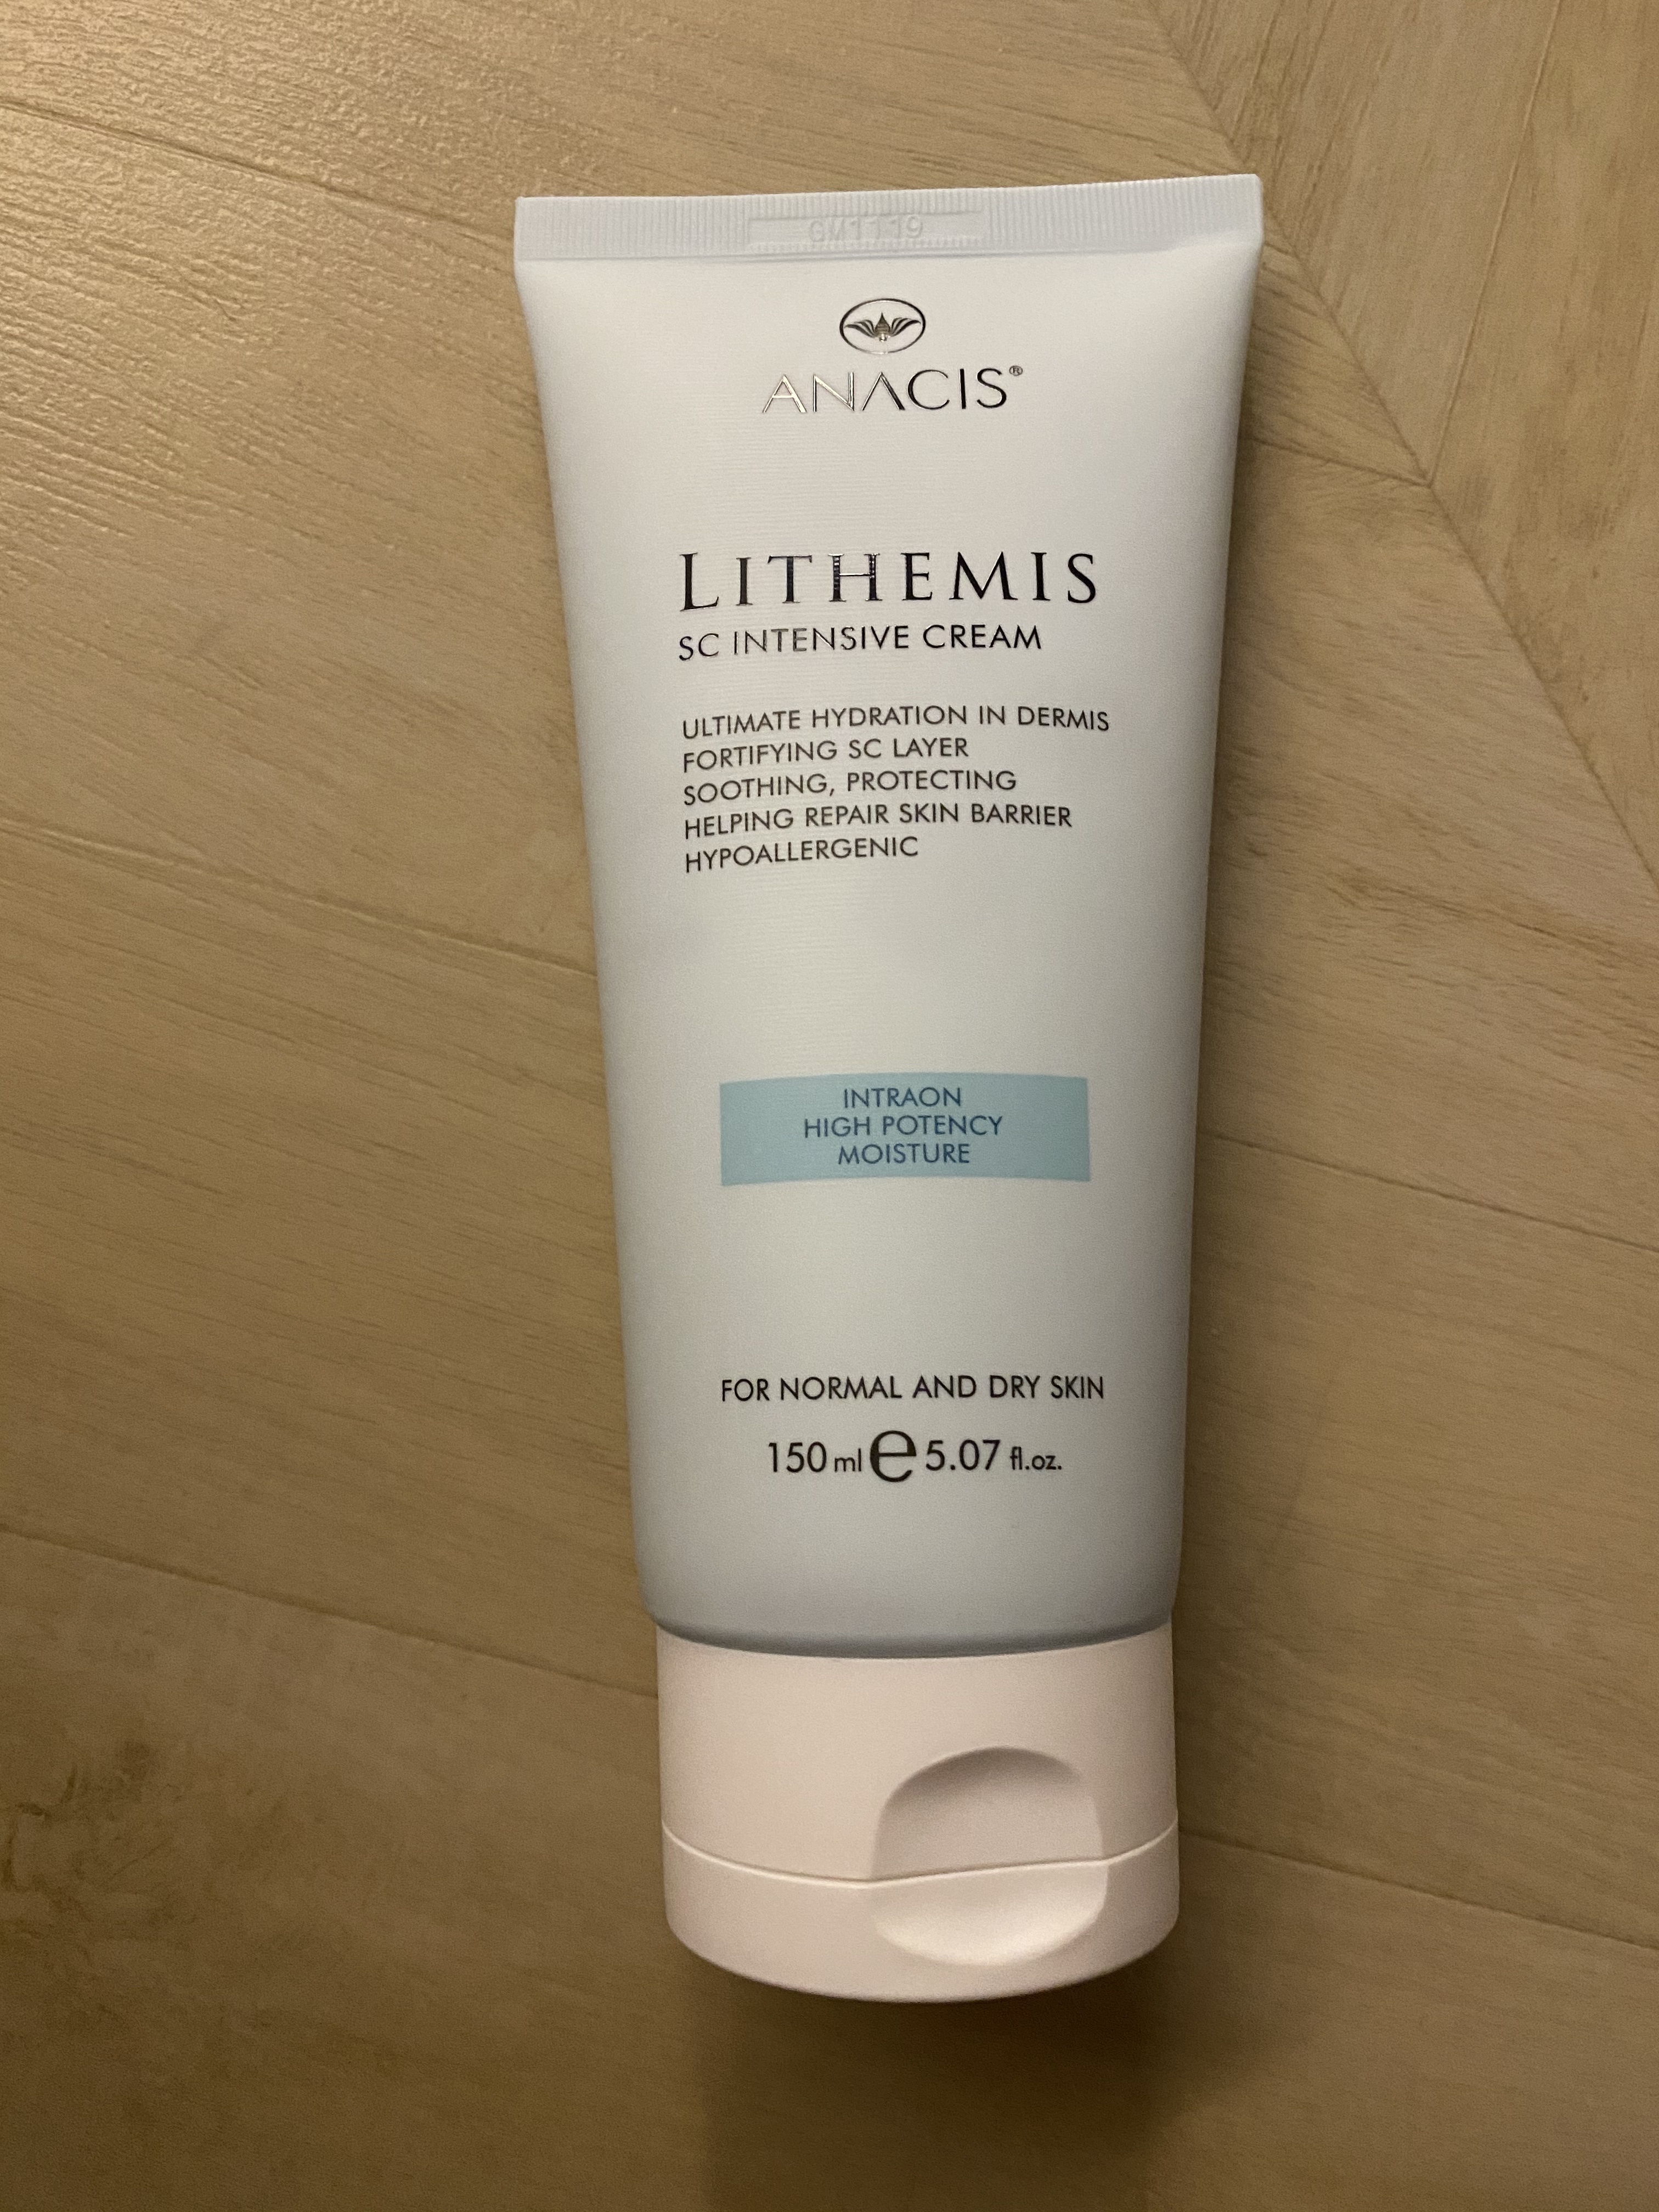 GM1119
ANACIS®
LITHEMIS
SC INTENSIVE CREAM
ULTIMATE HYDRATION IN DERMIS
FORTIFYING SC LAYER
SOOTHING, PROTECTING
HELPING REPAIR SKIN BARRIER
HYPOALLERGENIC
INTRAON
HIGH POTENCY
MOISTURE
FOR NORMAL AND DRY SKIN
150 ml e 5.07 fl.oz.